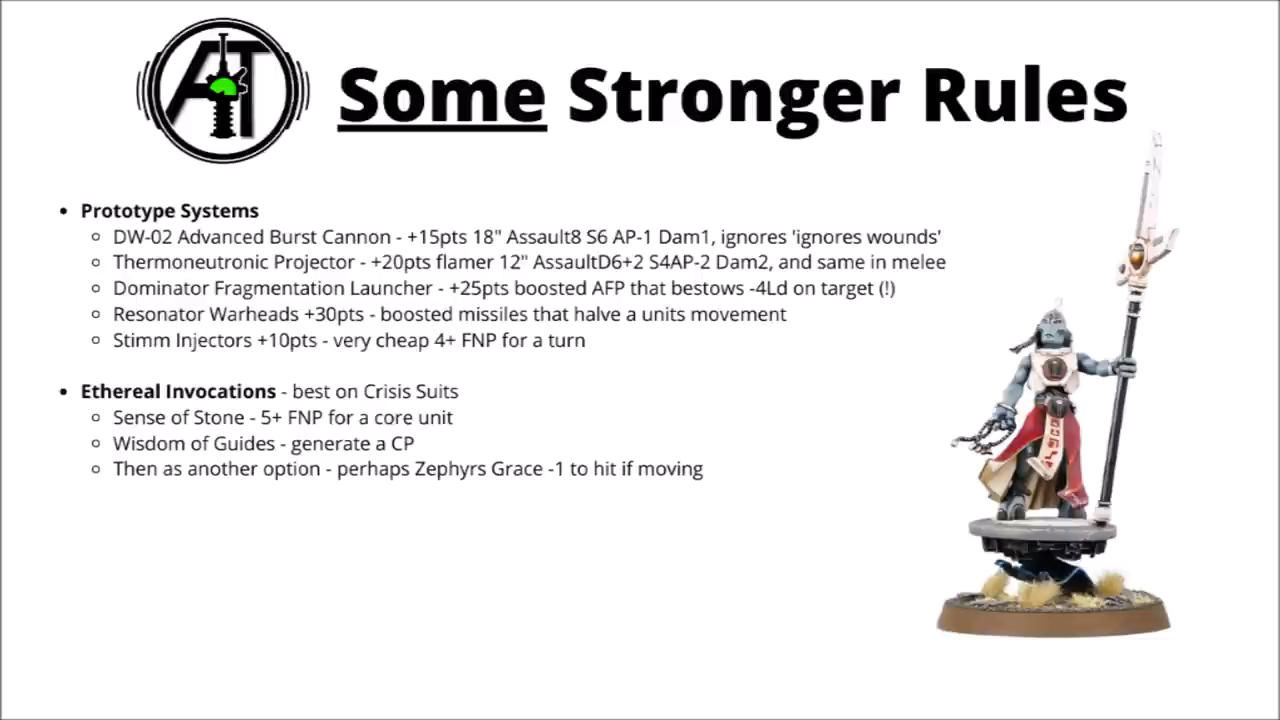 AT
Some Stronger Rules
• Prototype Systems
◦ DW-02 Advanced Burst Cannon - +15pts 18" Assault8 S6 AP-1 Dam1, ignores 'ignores wounds'
◦ Thermoneutronic Projector - +20pts flamer 12" AssaultD6+2 S4AP-2 Dam2, and same in melee
◦ Dominator Fragmentation Launcher - +25pts boosted AFP that bestows -4Ld on target (!)
◦ Resonator Warheads +30pts - boosted missiles that halve a units movement
◦ Stimm Injectors +10pts - very cheap 4+ FNP for a turn
• Ethereal Invocations - best on Crisis Suits
◦ Sense of Stone - 5+ FNP for a core unit
◦ Wisdom of Guides - generate a CP
◦ Then as another option - perhaps Zephyrs Grace -1 to hit if moving